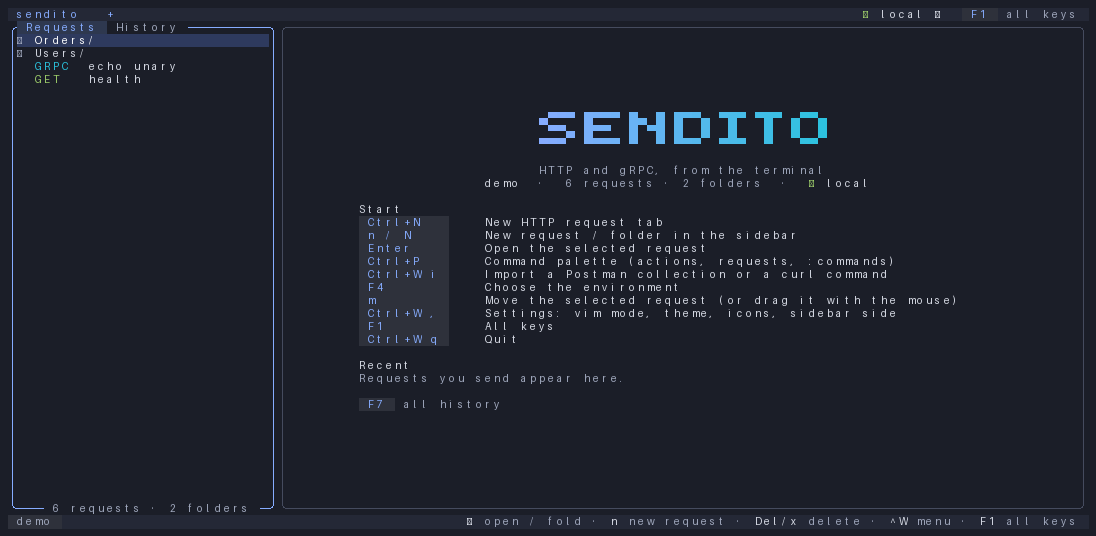 sendito +
local F1 all keys
Requests History
Orders/
Users/
GRPC echo unary
GET health
6 requests · 2 folders
SENDITO
HTTP and gRPC, from the terminal
demo · 6 requests · 2 folders · local
Start
Ctrl+N New HTTP request tab
n / N New request / folder in the sidebar
Enter Open the selected request
Ctrl+P Command palette (actions, requests, :commands)
Ctrl+W i Import a Postman collection or a curl command
F4 Choose the environment
m Move the selected request (or drag it with the mouse)
Ctrl+W , Settings: vim mode, theme, icons, sidebar side
F1 All keys
Ctrl+W q Quit
Recent
Requests you send appear here.
F7 all history
demo
open / fold · n new request · Del/x delete · ^W menu · F1 all keys